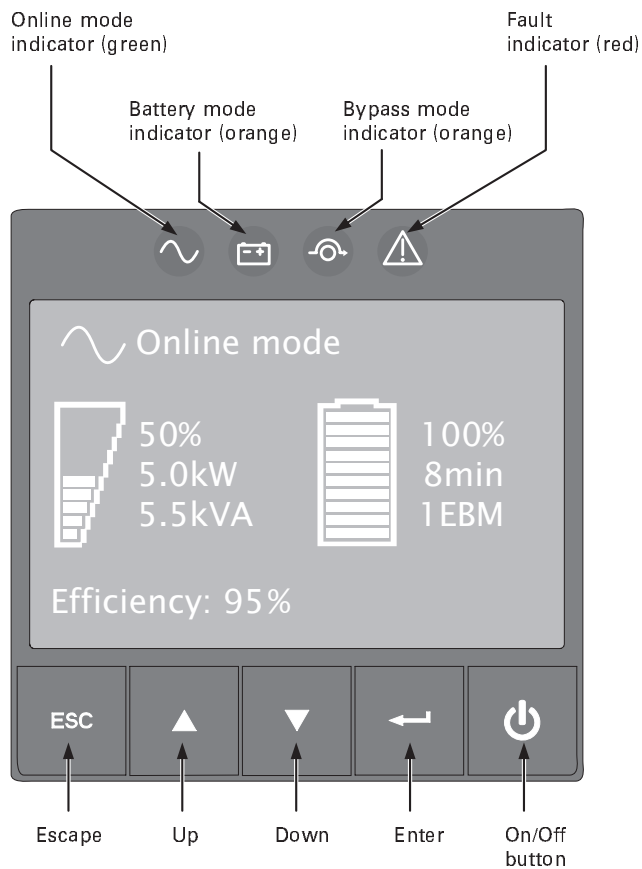 Online mode
indicator (green)
Fault
indicator (red)
Battery mode
indicator (orange)
Bypass mode
indicator (orange)
Online mode
50%
5.0kW
5.5kVA
100%
8min
1EBM
Efficiency: 95%
ESC
Escape
Up
Down
Enter
On/Off
button